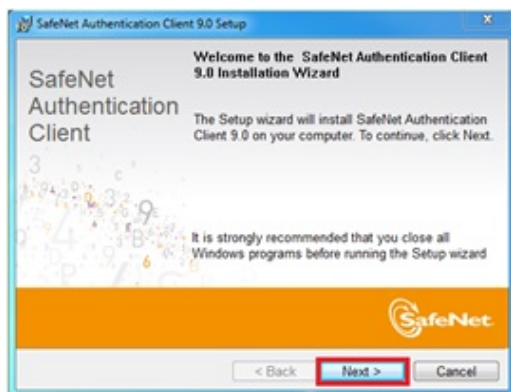 SafeNet Authentication Client 9.0 Setup
x
SafeNet
Authentication
Client
Welcome to the SafeNet Authentication Client
9.0 Installation Wizard
The Setup wizard will install SafeNet Authentication
Client 9.0 on your computer. To continue, click Next.
It is strongly recommended that you close all
Windows programs before running the Setup wizard
SafeNet.
< Back
Next >
Cancel